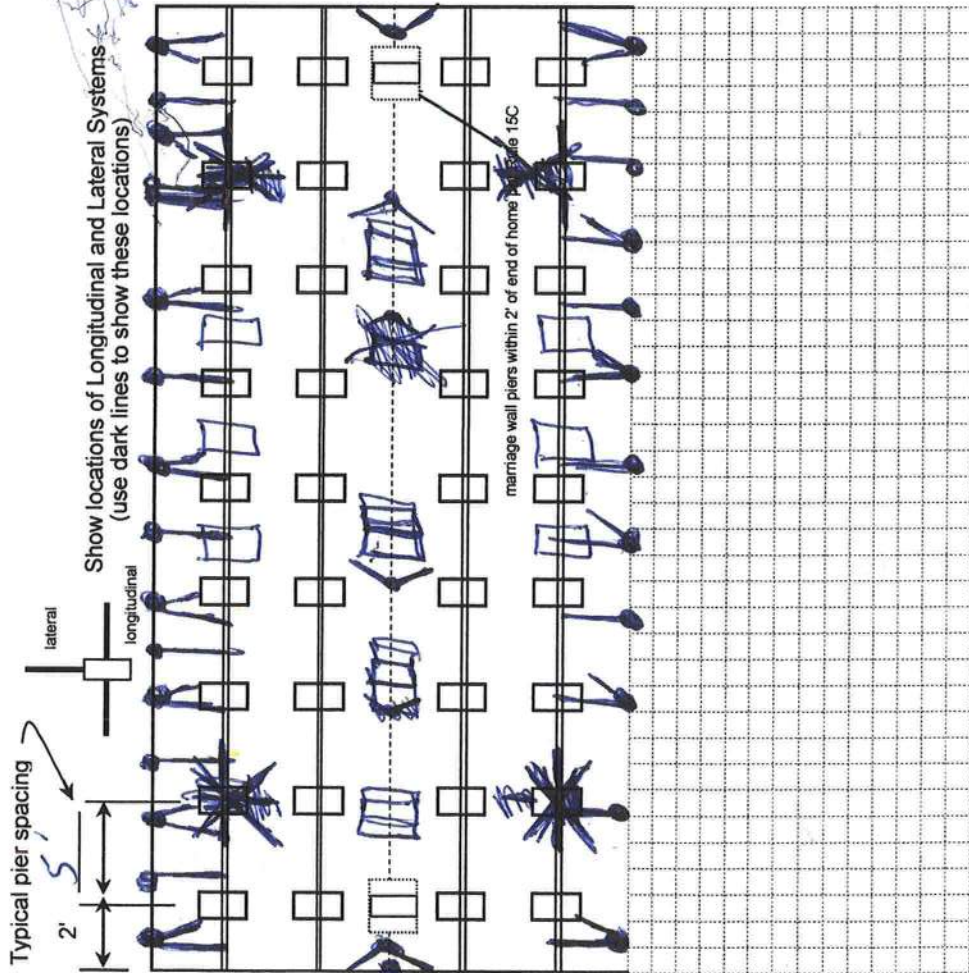 Typical pier spacing
5'
2'
lateral
longitudinal
Show locations of Longitudinal and Lateral Systems
(use dark lines to show these locations)
marriage wall piers within 2' of end of home 15C